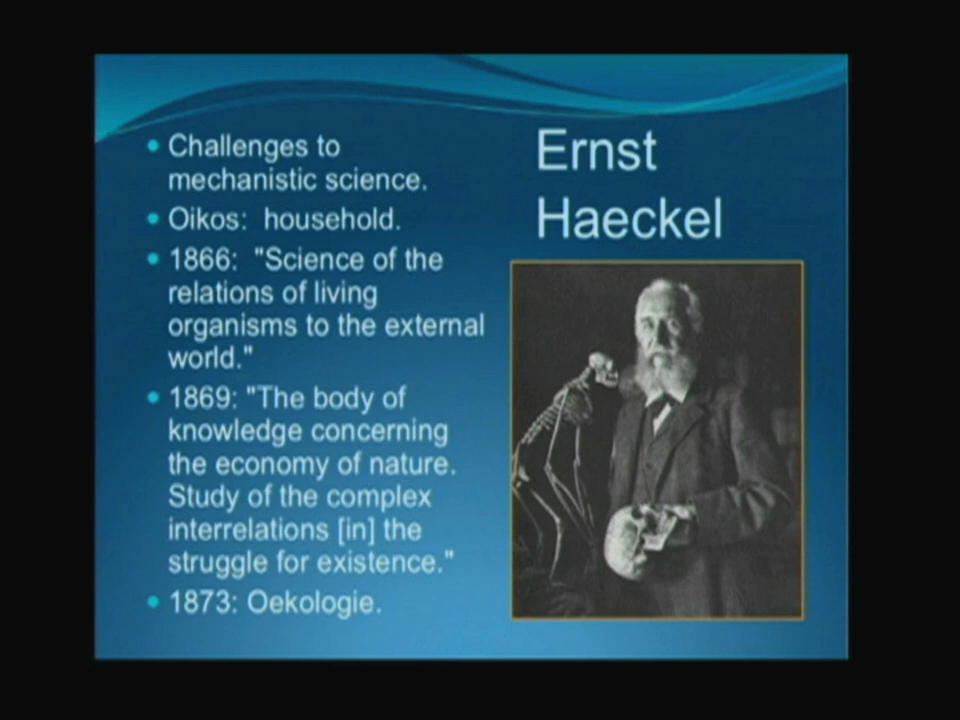 Ernst
Haeckel
• Challenges to
mechanistic science.
• Oikos:  household.
• 1866:  "Science of the
relations of living
organisms to the external
world."
• 1869: "The body of
knowledge concerning
the economy of nature.
Study of the complex
interrelations [in] the
struggle for existence."
• 1873: Oekologie.